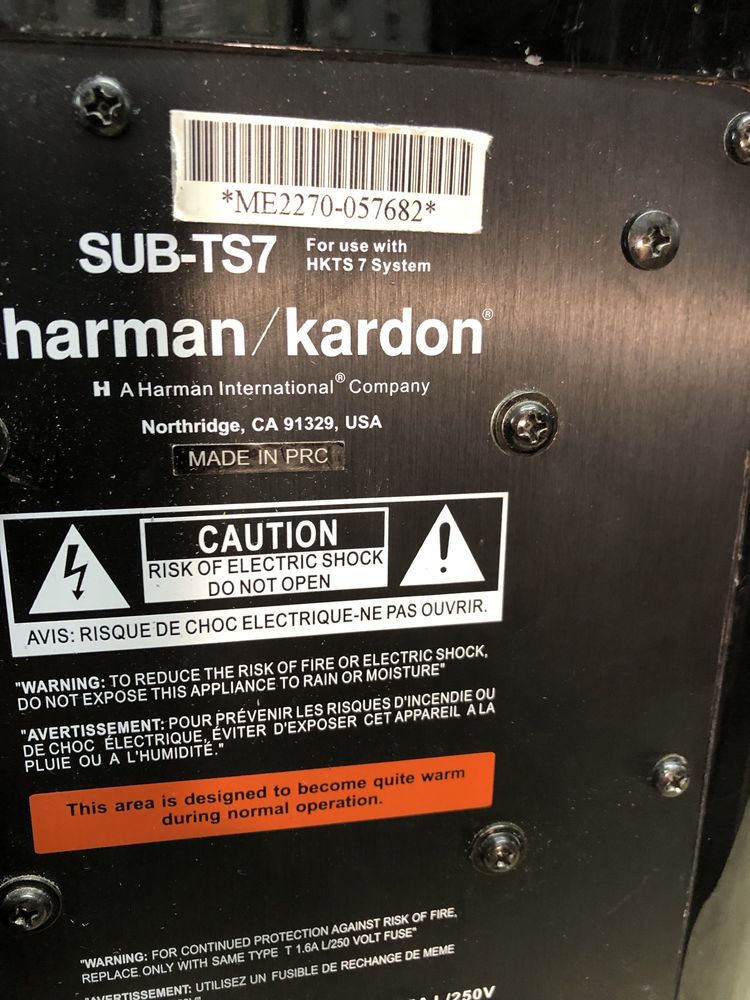 *ME2270-057682*
SUB-TS7
For use with
HKTS 7 System
harman/kardon®
H A Harman International® Company
Northridge, CA 91329, USA
MADE IN PRC
CAUTION
RISK OF ELECTRIC SHOCK
DO NOT OPEN
AVIS: RISQUE DE CHOC ELECTRIQUE-NE PAS OUVRIR.
"WARNING: TO REDUCE THE RISK OF FIRE OR ELECTRIC SHOCK,
DO NOT EXPOSE THIS APPLIANCE TO RAIN OR MOISTURE"
"AVERTISSEMENT: POUR PRÉVENIR LES RISQUES D'INCENDIE OU
DE CHOC ÉLECTRIQUE, ÉVITER D'EXPOSER CET APPAREIL A LA
PLUIE OU A L'HUMIDITÉ."
This area is designed to become quite warm
during normal operation.
"WARNING: FOR CONTINUED PROTECTION AGAINST RISK OF FIRE,
REPLACE ONLY WITH SAME TYPE T 1.6A L/250 VOLT FUSE"
"AVERTISSEMENT: UTILISEZ UN FUSIBLE DE RECHANGE DE MEME
L/250V